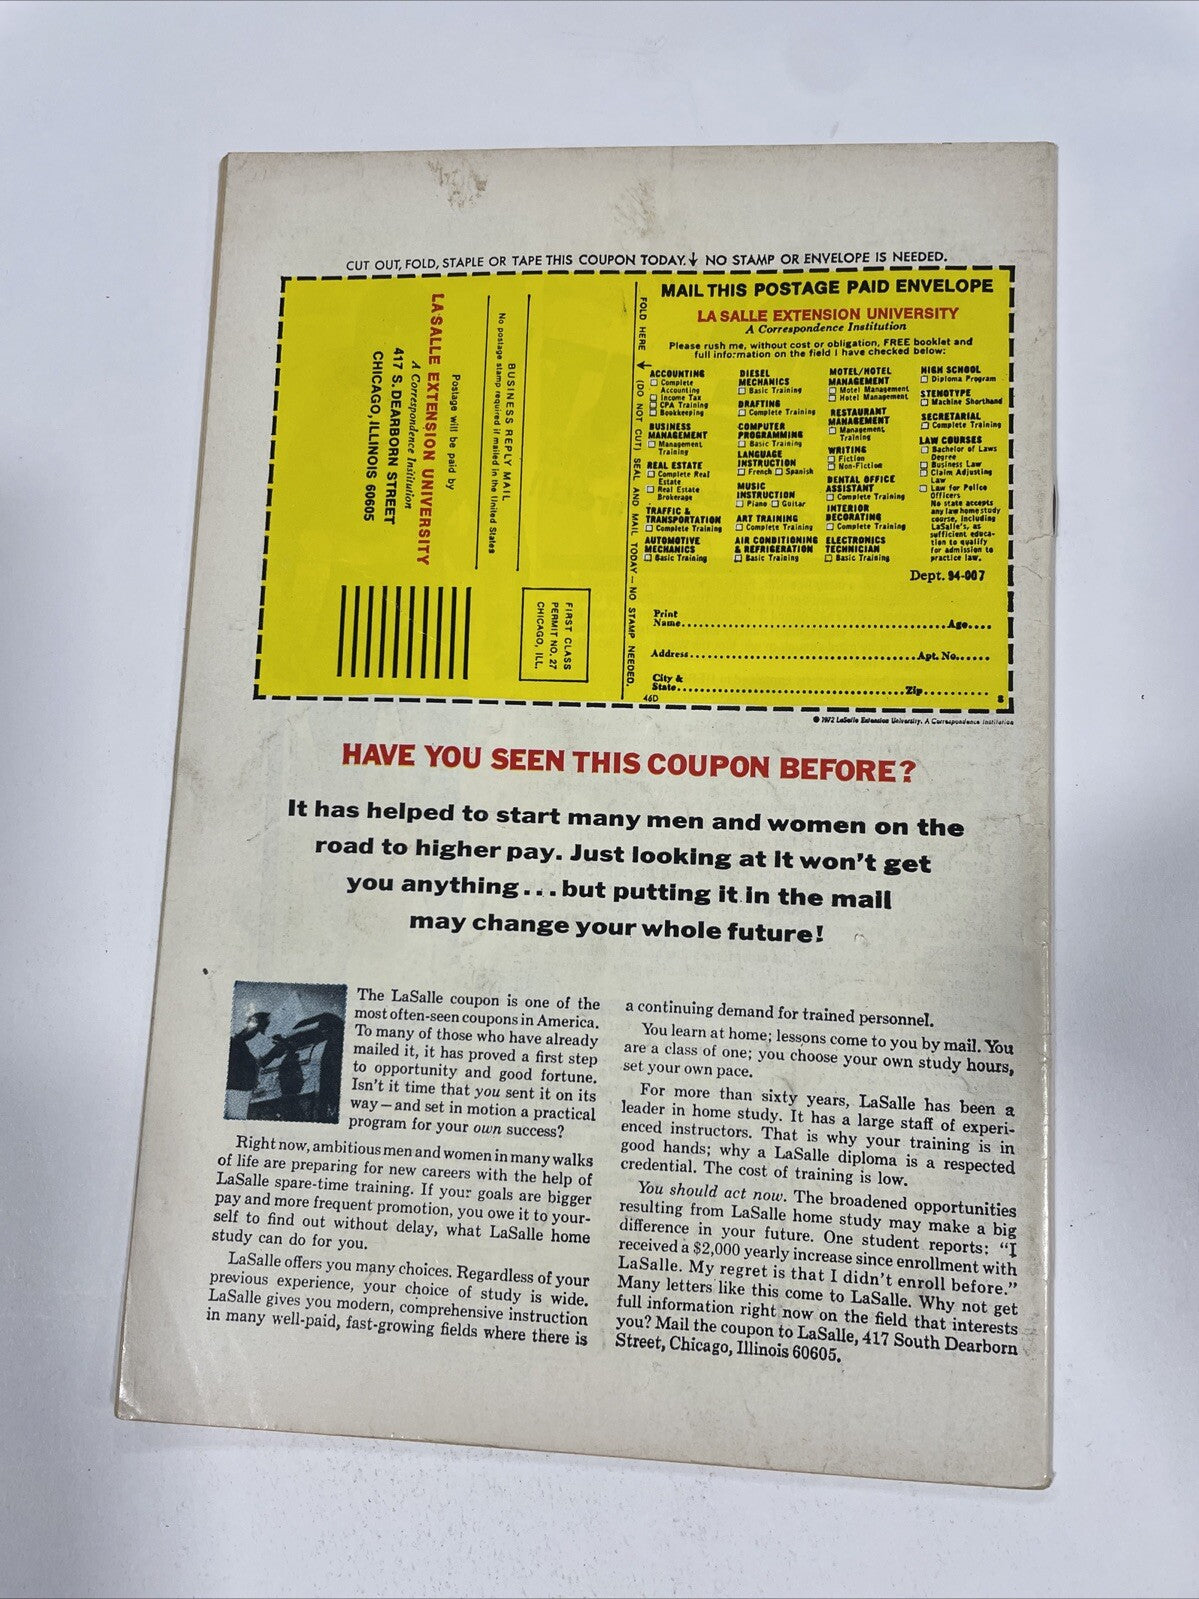 CUT OUT, FOLD, STAPLE OR TAPE THIS COUPON TODAY.↓ NO STAMP OR ENVELOPE IS NEEDED.
LA SALLE EXTENSION UNIVERSITY
A Correspondence Institution
417 S. DEARBORN STREET
CHICAGO, ILLINOIS 60605
Postage will be paid by
BUSINESS REPLY MAIL
No postage stamp required if mailed in the United States
FIRST CLASS
PERMIT NO. 27
CHICAGO, ILL.
FOLD HERE (DO NOT CUT) SEAL AND MAIL TODAY — NO STAMP NEEDED.
MAIL THIS POSTAGE PAID ENVELOPE
LA SALLE EXTENSION UNIVERSITY
A Correspondence Institution
Please rush me, without cost or obligation, FREE booklet and
full information on the field I have checked below:
ACCOUNTING
☐ Complete
Accounting
☐ Income Tax
☐ CPA Training
☐ Bookkeeping
BUSINESS
MANAGEMENT
☐ Management
Training
REAL ESTATE
☐ Complete Real
Estate
☐ Real Estate
Brokerage
TRAFFIC &
TRANSPORTATION
☐ Complete Training
AUTOMOTIVE
MECHANICS
☐ Basic Training
DIESEL
MECHANICS
☐ Basic Training
DRAFTING
☐ Complete Training
COMPUTER
PROGRAMMING
☐ Basic Training
LANGUAGE
INSTRUCTION
☐ French ☐ Spanish
MUSIC
INSTRUCTION
☐ Piano ☐ Guitar
ART TRAINING
☐ Complete Training
AIR CONDITIONING
& REFRIGERATION
☐ Basic Training
MOTEL/HOTEL
MANAGEMENT
☐ Motel Management
☐ Hotel Management
RESTAURANT
MANAGEMENT
☐ Management
Training
WRITING
☐ Fiction
☐ Non-Fiction
DENTAL OFFICE
ASSISTANT
☐ Complete Training
INTERIOR
DECORATING
☐ Complete Training
ELECTRONICS
TECHNICIAN
☐ Basic Training
HIGH SCHOOL
☐ Diploma Program
STENOTYPE
☐ Machine Shorthand
SECRETARIAL
☐ Complete Training
LAW COURSES
☐ Bachelor of Laws
Degree
☐ Business Law
☐ Claim Adjusting
Law
☐ Law for Police
Officers
No state accepts
any law home study
course, including
LaSalle's, as
sufficient educa-
tion to qualify
for admission to
practice law.
Dept. 94-007
Print
Name..........Age....
Address..........Apt. No......
City &
State..........Zip..........
46D 8
© 1972 LaSalle Extension University, A Correspondence Institution
HAVE YOU SEEN THIS COUPON BEFORE?
It has helped to start many men and women on the
road to higher pay. Just looking at it won't get
you anything...but putting it in the mail
may change your whole future!
The LaSalle coupon is one of the
most often-seen coupons in America.
To many of those who have already
mailed it, it has proved a first step
to opportunity and good fortune.
Isn't it time that you sent it on its
way—and set in motion a practical
program for your own success?
Right now, ambitious men and women in many walks
of life are preparing for new careers with the help of
LaSalle spare-time training. If your goals are bigger
pay and more frequent promotion, you owe it to your-
self to find out without delay, what LaSalle home
study can do for you.
LaSalle offers you many choices. Regardless of your
previous experience, your choice of study is wide.
LaSalle gives you modern, comprehensive instruction
in many well-paid, fast-growing fields where there is
a continuing demand for trained personnel.
You learn at home; lessons come to you by mail. You
are a class of one; you choose your own study hours,
set your own pace.
For more than sixty years, LaSalle has been a
leader in home study. It has a large staff of experi-
enced instructors. That is why your training is in
good hands; why a LaSalle diploma is a respected
credential. The cost of training is low.
You should act now. The broadened opportunities
resulting from LaSalle home study may make a big
difference in your future. One student reports: "I
received a $2,000 yearly increase since enrollment with
LaSalle. My regret is that I didn't enroll before."
Many letters like this come to LaSalle. Why not get
full information right now on the field that interests
you? Mail the coupon to LaSalle, 417 South Dearborn
Street, Chicago, Illinois 60605.